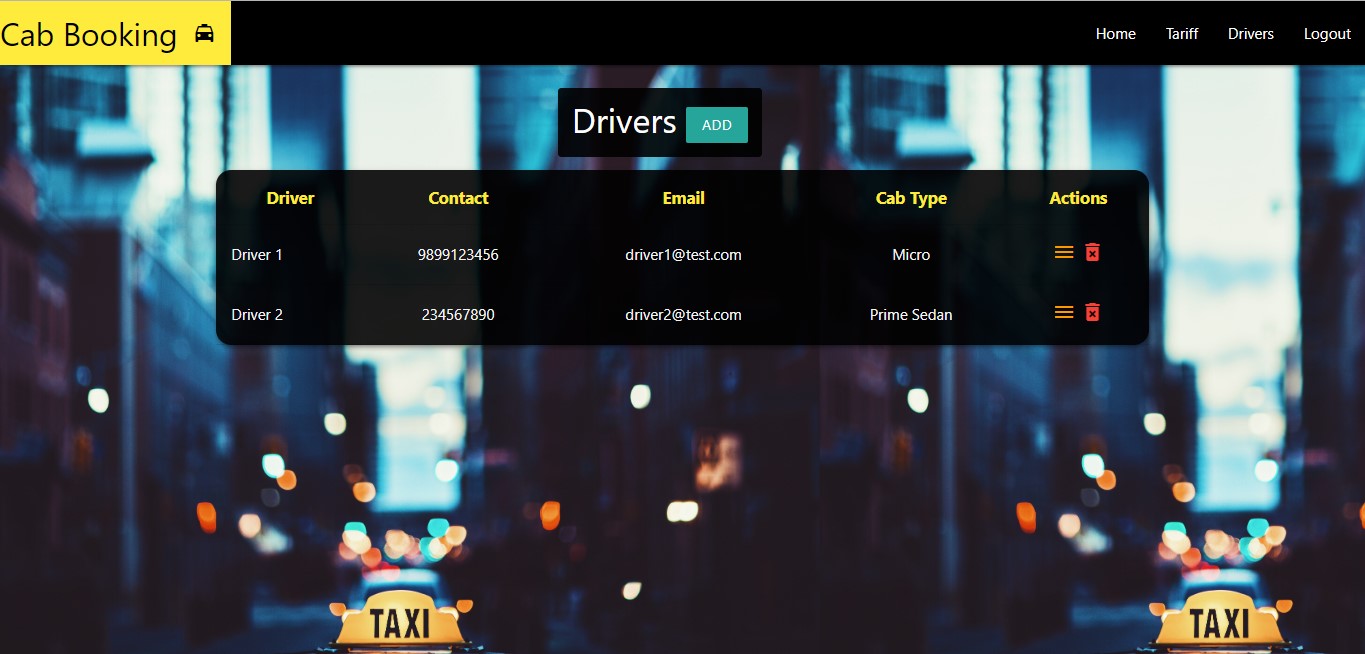 Cab Booking Home Tariff Drivers Logout
Drivers ADD
Driver Contact Email Cab Type Actions
Driver 1 9899123456 driver1@test.com Micro
Driver 2 234567890 driver2@test.com Prime Sedan
TAXI TAXI